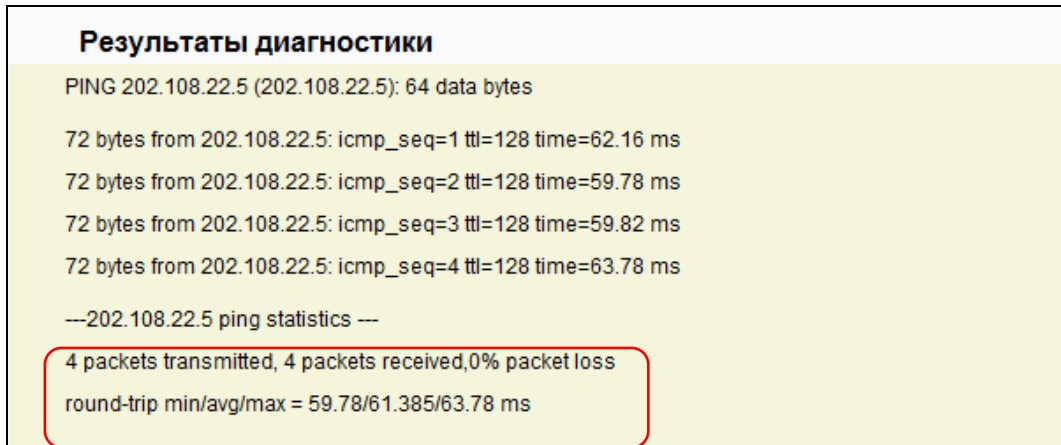 Результаты диагностики
PING 202.108.22.5 (202.108.22.5): 64 data bytes
72 bytes from 202.108.22.5: icmp_seq=1 ttl=128 time=62.16 ms
72 bytes from 202.108.22.5: icmp_seq=2 ttl=128 time=59.78 ms
72 bytes from 202.108.22.5: icmp_seq=3 ttl=128 time=59.82 ms
72 bytes from 202.108.22.5: icmp_seq=4 ttl=128 time=63.78 ms
---202.108.22.5 ping statistics ---
4 packets transmitted, 4 packets received,0% packet loss
round-trip min/avg/max = 59.78/61.385/63.78 ms